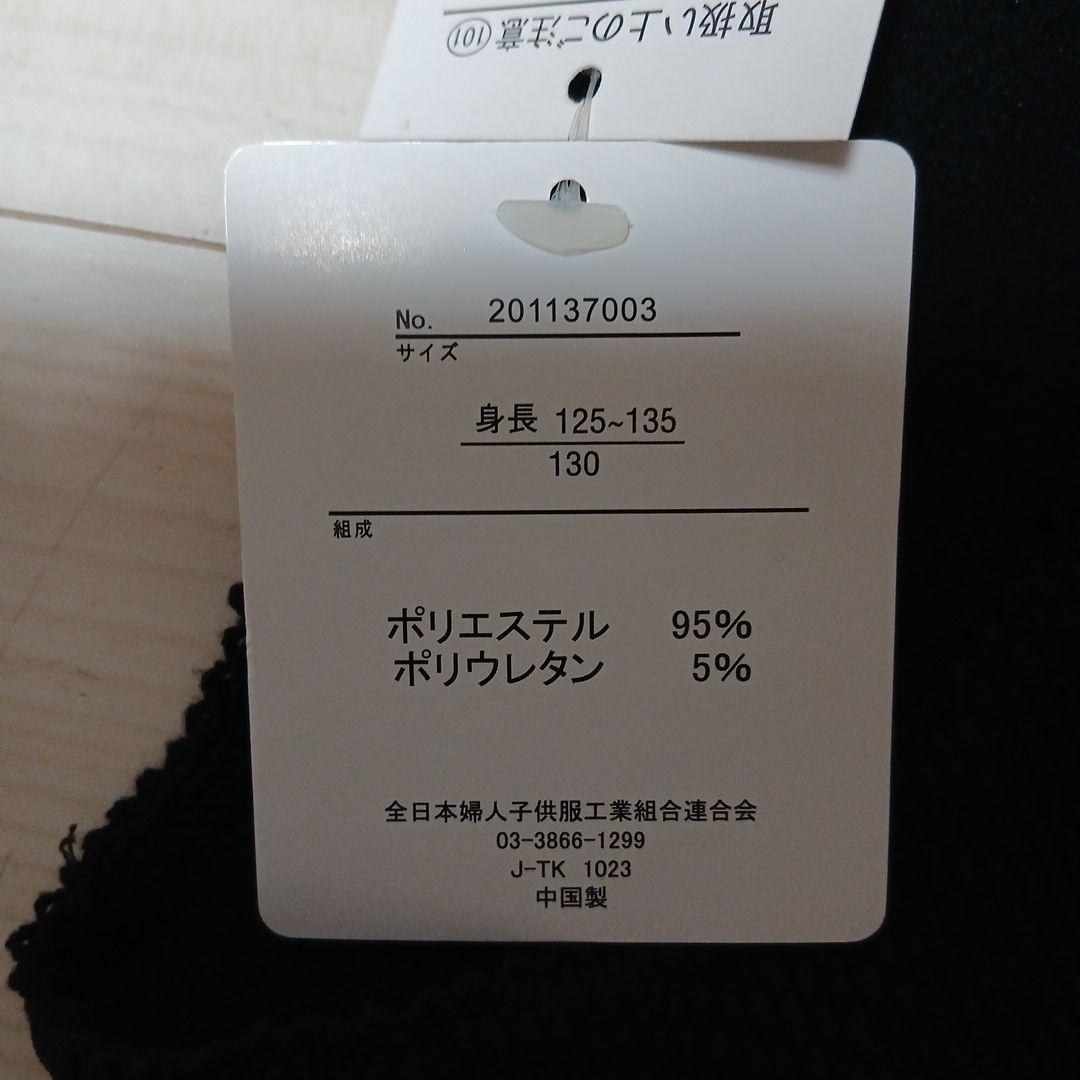 取扱い上のご注意 101
No. 201137003
サイズ
身長 125~135
130
組成
ポリエステル 95%
ポリウレタン 5%
全日本婦人子供服工業組合連合会
03-3866-1299
J-TK 1023
中国製